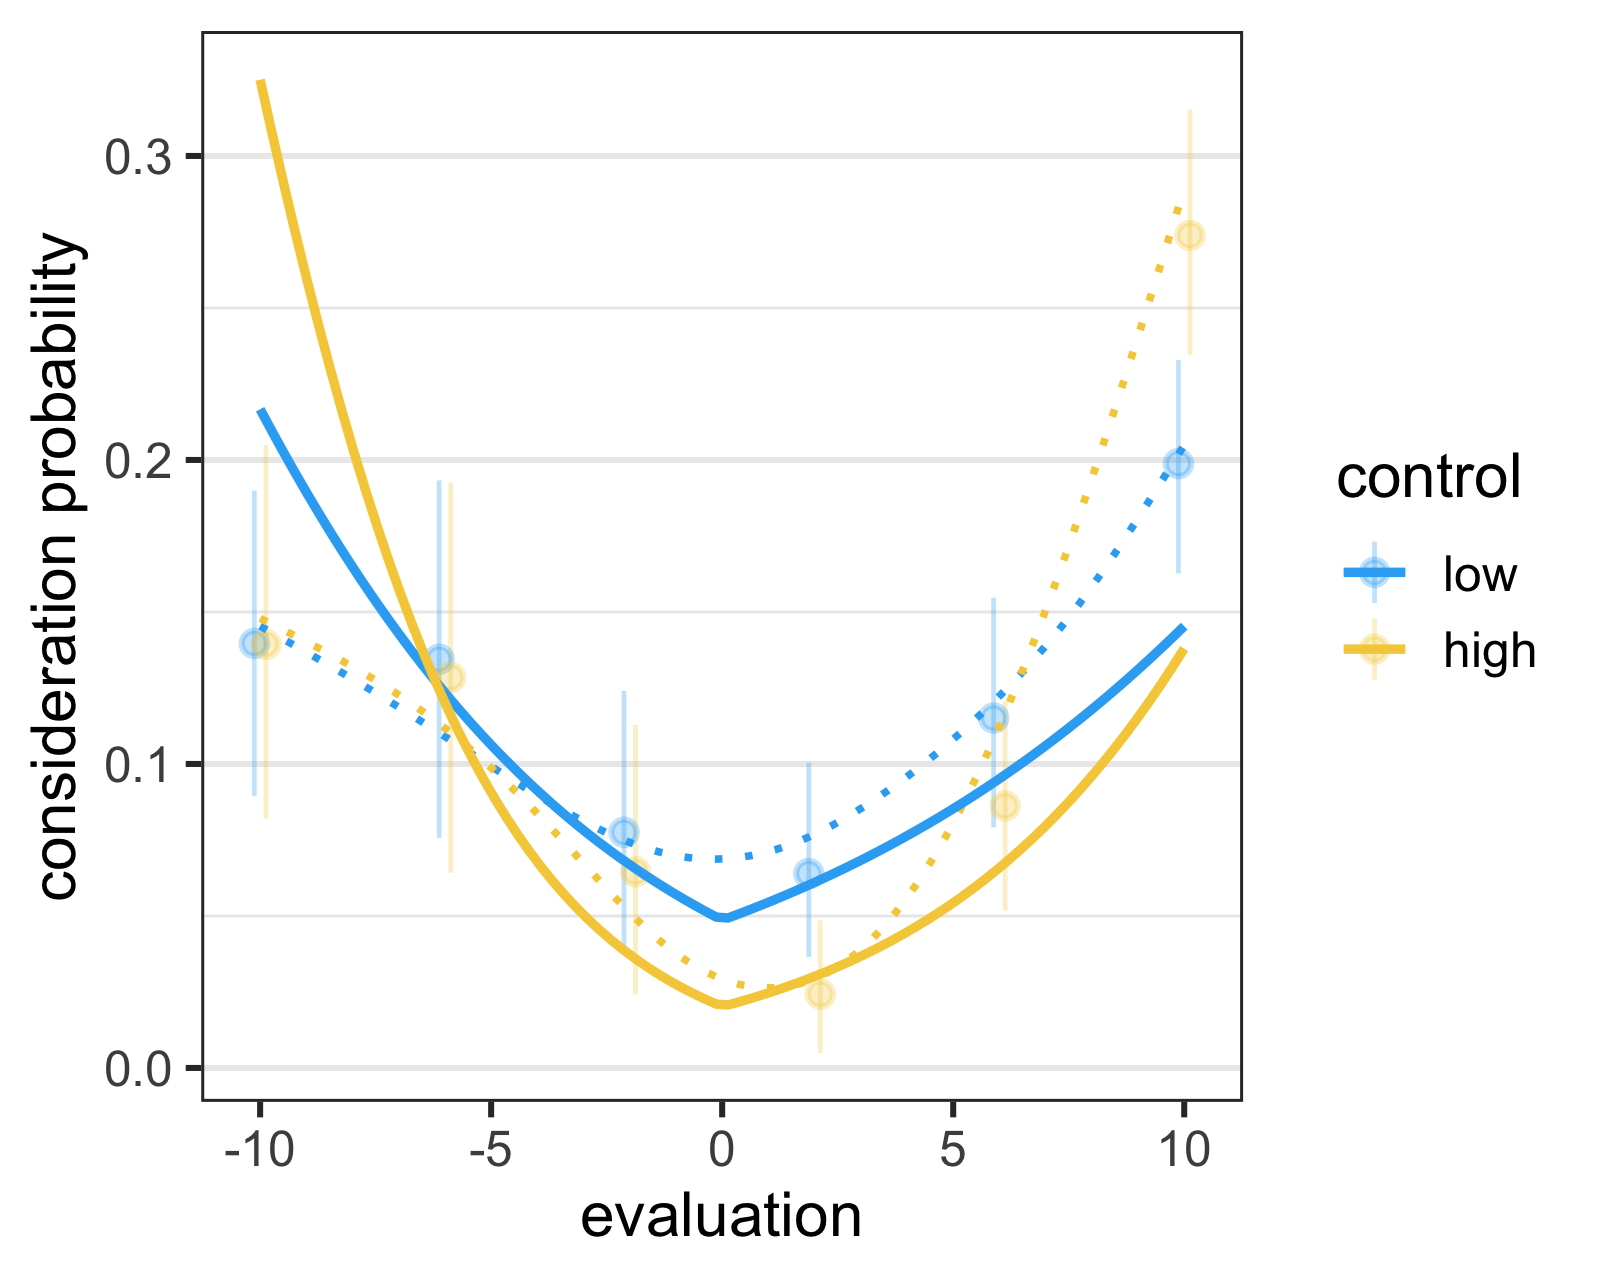 consideration probability
0.3
0.2
0.1
0.0
-10 -5 0 5 10
evaluation
control
low
high